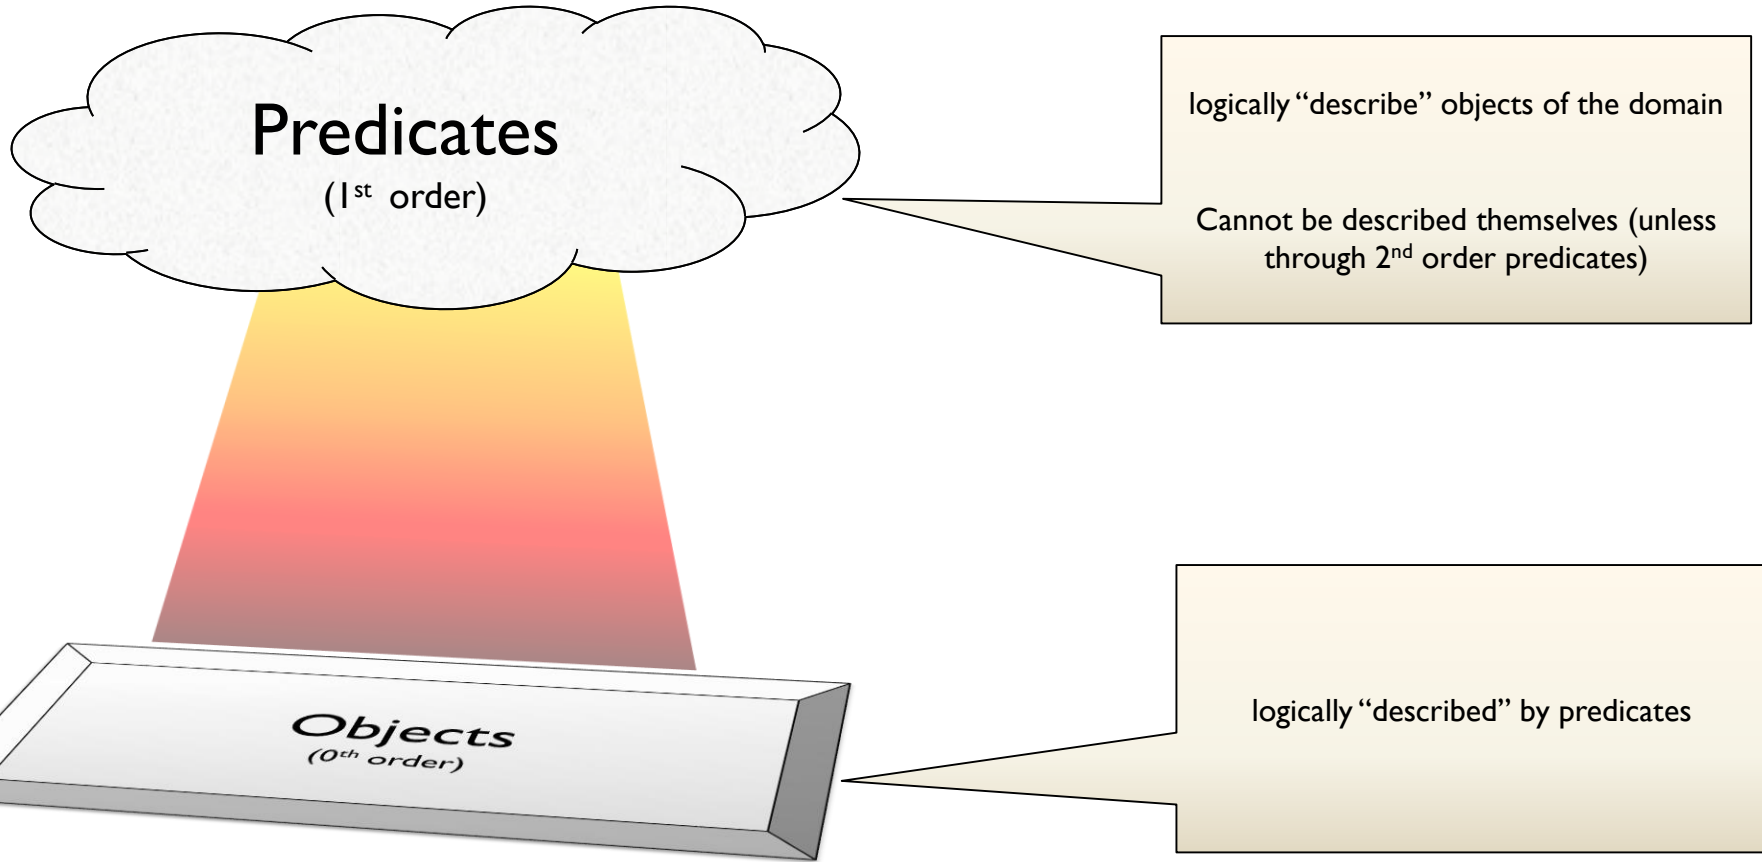 Predicates
(1st order)
logically “describe” objects of the domain
Cannot be described themselves (unless
through 2nd order predicates)
Objects
(0th order)
logically “described” by predicates